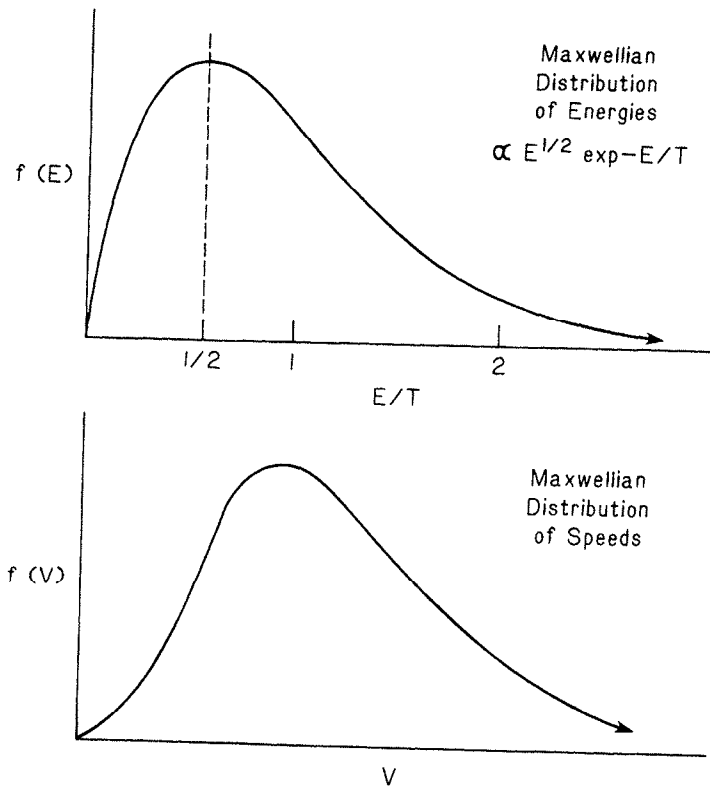 Maxwellian
Distribution
of Energies
∝ E^1/2 exp-E/T
f (E)
1/2 1 2
E/T
Maxwellian
Distribution
of Speeds
f (V)
V